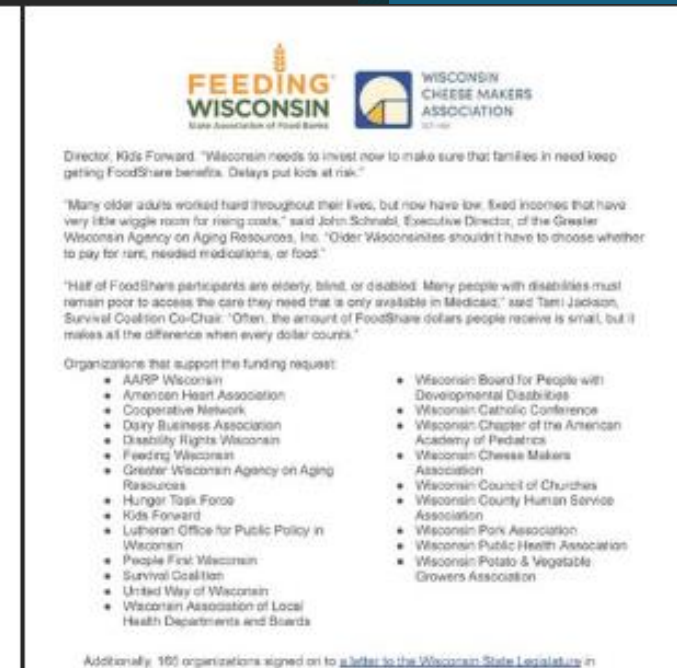 FEEDING
WISCONSIN
State Association of Food Banks
WISCONSIN
CHEESE MAKERS
ASSOCIATION
Director, Kids Forward. "Wisconsin needs to invest now to make sure that families in need keep
getting FoodShare benefits. Delays put kids at risk."
"Many older adults worked hard throughout their lives, but now have low, fixed incomes that have
very little wiggle room for rising costs," said John Schnabl, Executive Director, of the Greater
Wisconsin Agency on Aging Resources, Inc. "Older Wisconsinites shouldn't have to choose whether
to pay for rent, needed medications, or food."
"Half of FoodShare participants are elderly, blind, or disabled. Many people with disabilities must
remain poor to access the care they need that is only available in Medicaid," said Tami Jackson,
Survival Coalition Co-Chair. "Often, the amount of FoodShare dollars people receive is small, but it
makes all the difference when every dollar counts."
Organizations that support the funding request:
• AARP Wisconsin
• American Heart Association
• Cooperative Network
• Dairy Business Association
• Disability Rights Wisconsin
• Feeding Wisconsin
• Greater Wisconsin Agency on Aging
Resources
• Hunger Task Force
• Kids Forward
• Lutheran Office for Public Policy in
Wisconsin
• People First Wisconsin
• Survival Coalition
• United Way of Wisconsin
• Wisconsin Association of Local
Health Departments and Boards
• Wisconsin Board for People with
Developmental Disabilities
• Wisconsin Catholic Conference
• Wisconsin Chapter of the American
Academy of Pediatrics
• Wisconsin Cheese Makers
Association
• Wisconsin Council of Churches
• Wisconsin County Human Service
Association
• Wisconsin Pork Association
• Wisconsin Public Health Association
• Wisconsin Potato & Vegetable
Growers Association
Additionally, 165 organizations signed on to a letter to the Wisconsin State Legislature in